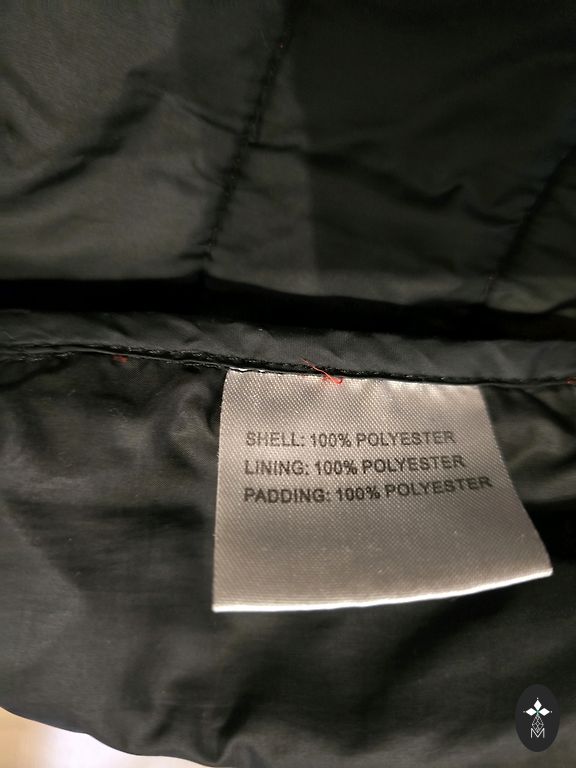 SHELL: 100% POLYESTER
LINING: 100% POLYESTER
PADDING: 100% POLYESTER
M